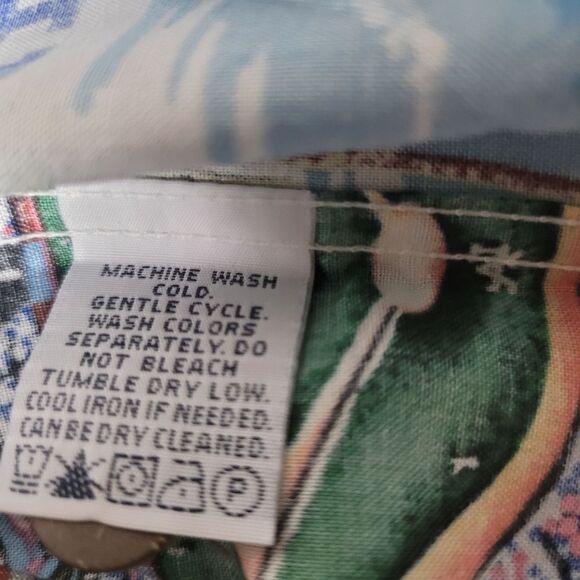 MACHINE WASH
COLD.
GENTLE CYCLE.
WASH COLORS
SEPARATELY. DO
NOT BLEACH
TUMBLE DRY LOW.
COOL IRON IF NEEDED.
CAN BE DRY CLEANED.
P